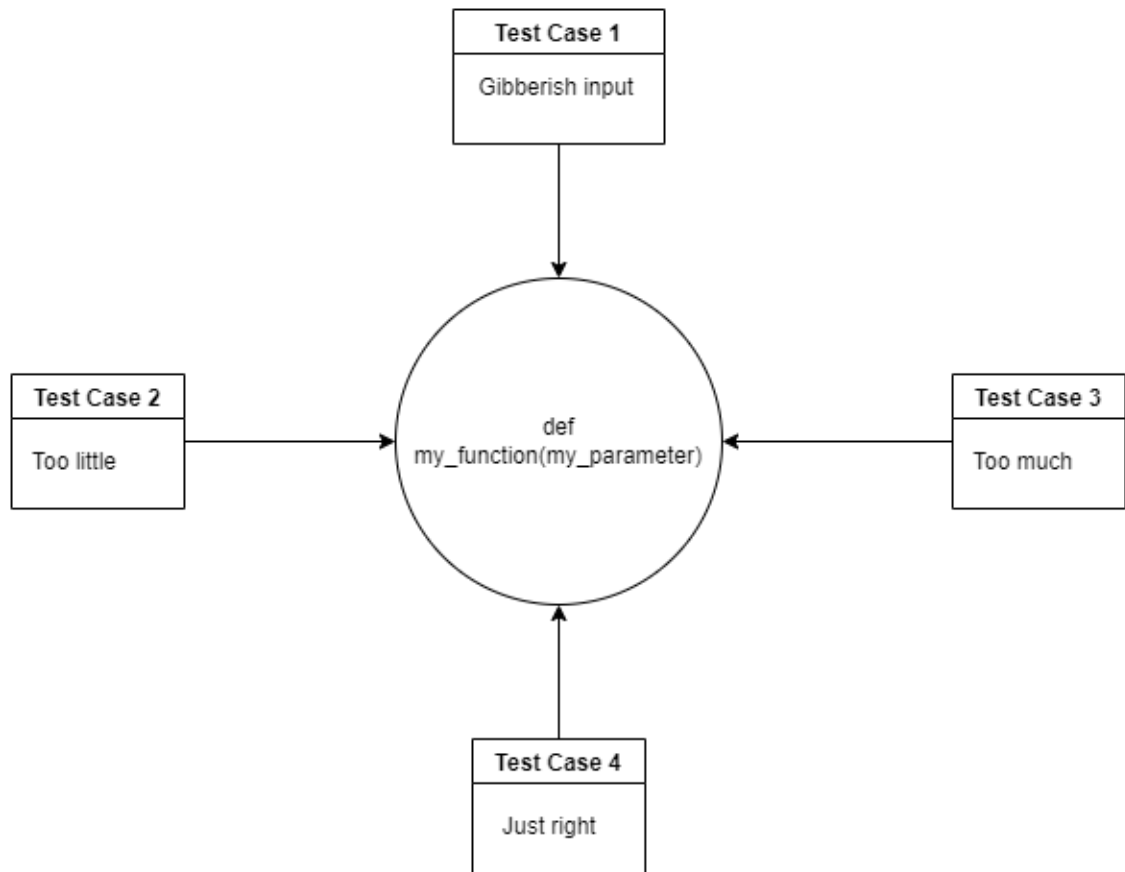 Test Case 1
Gibberish input
Test Case 2
Too little
def
my_function(my_parameter)
Test Case 3
Too much
Test Case 4
Just right